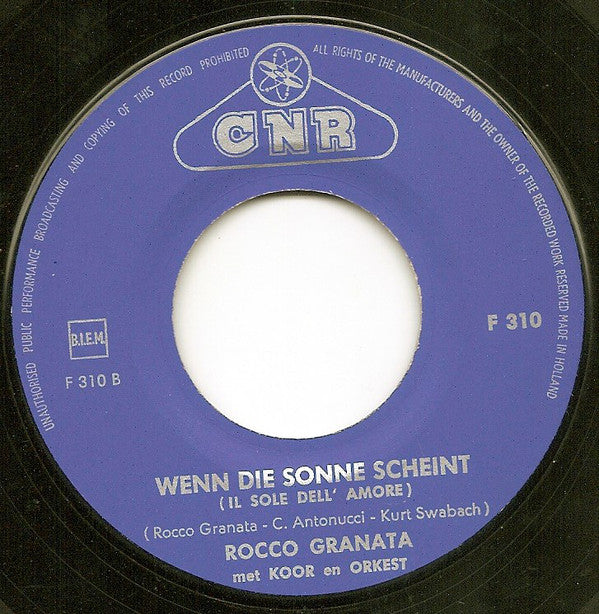 UNAUTHORISED PUBLIC PERFORMANCE BROADCASTING AND COPYING OF THIS RECORD PROHIBITED
ALL RIGHTS OF THE MANUFACTURERS AND THE OWNER OF THE RECORDED WORK RESERVED MADE IN HOLLAND
CNR
B.I.E.M.
F 310 B
F 310
WENN DIE SONNE SCHEINT
(IL SOLE DELL' AMORE)
(Rocco Granata - C. Antonucci - Kurt Swabach)
ROCCO GRANATA
met KOOR en ORKEST